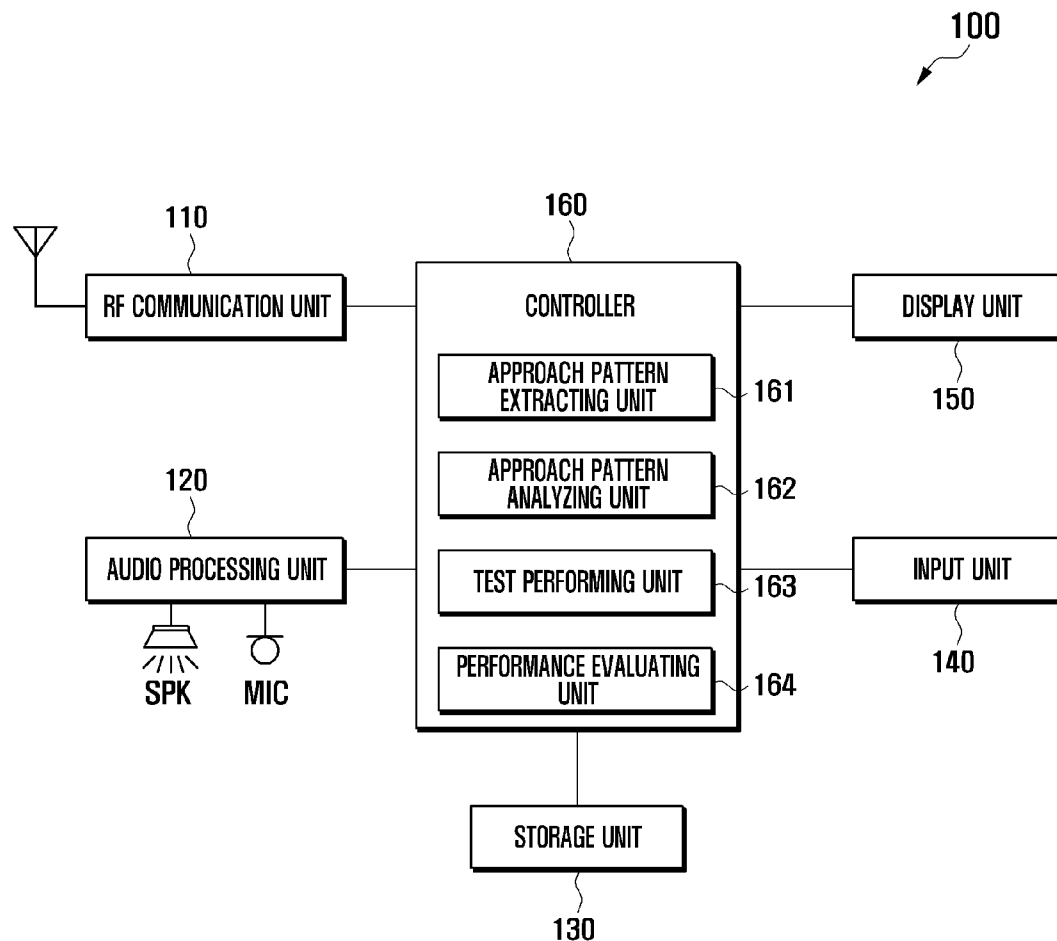 100
110
160
RF COMMUNICATION UNIT
CONTROLLER
DISPLAY UNIT
150
APPROACH PATTERN
EXTRACTING UNIT
161
APPROACH PATTERN
ANALYZING UNIT
162
120
AUDIO PROCESSING UNIT
SPK
MIC
TEST PERFORMING UNIT
163
INPUT UNIT
140
PERFORMANCE EVALUATING
UNIT
164
STORAGE UNIT
130